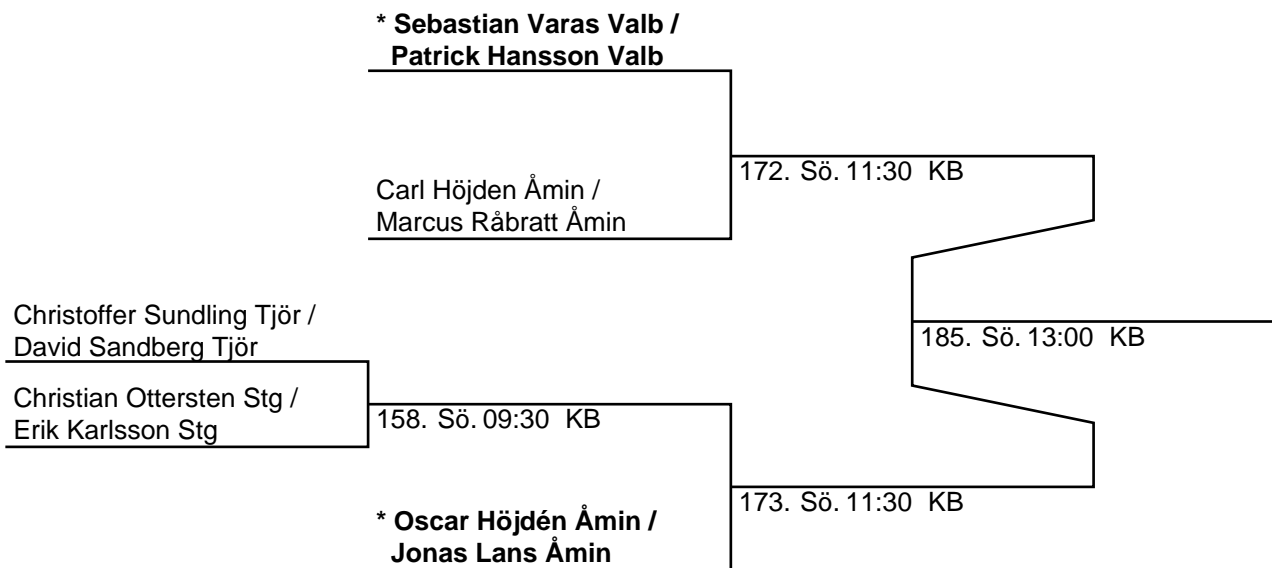 * Sebastian Varas Valb /
Patrick Hansson Valb
172. Sö. 11:30 KB
Carl Höjden Åmin /
Marcus Råbratt Åmin
Christoffer Sundling Tjör /
David Sandberg Tjör
185. Sö. 13:00 KB
Christian Ottersten Stg /
Erik Karlsson Stg
158. Sö. 09:30 KB
173. Sö. 11:30 KB
* Oscar Höjdén Åmin /
Jonas Lans Åmin